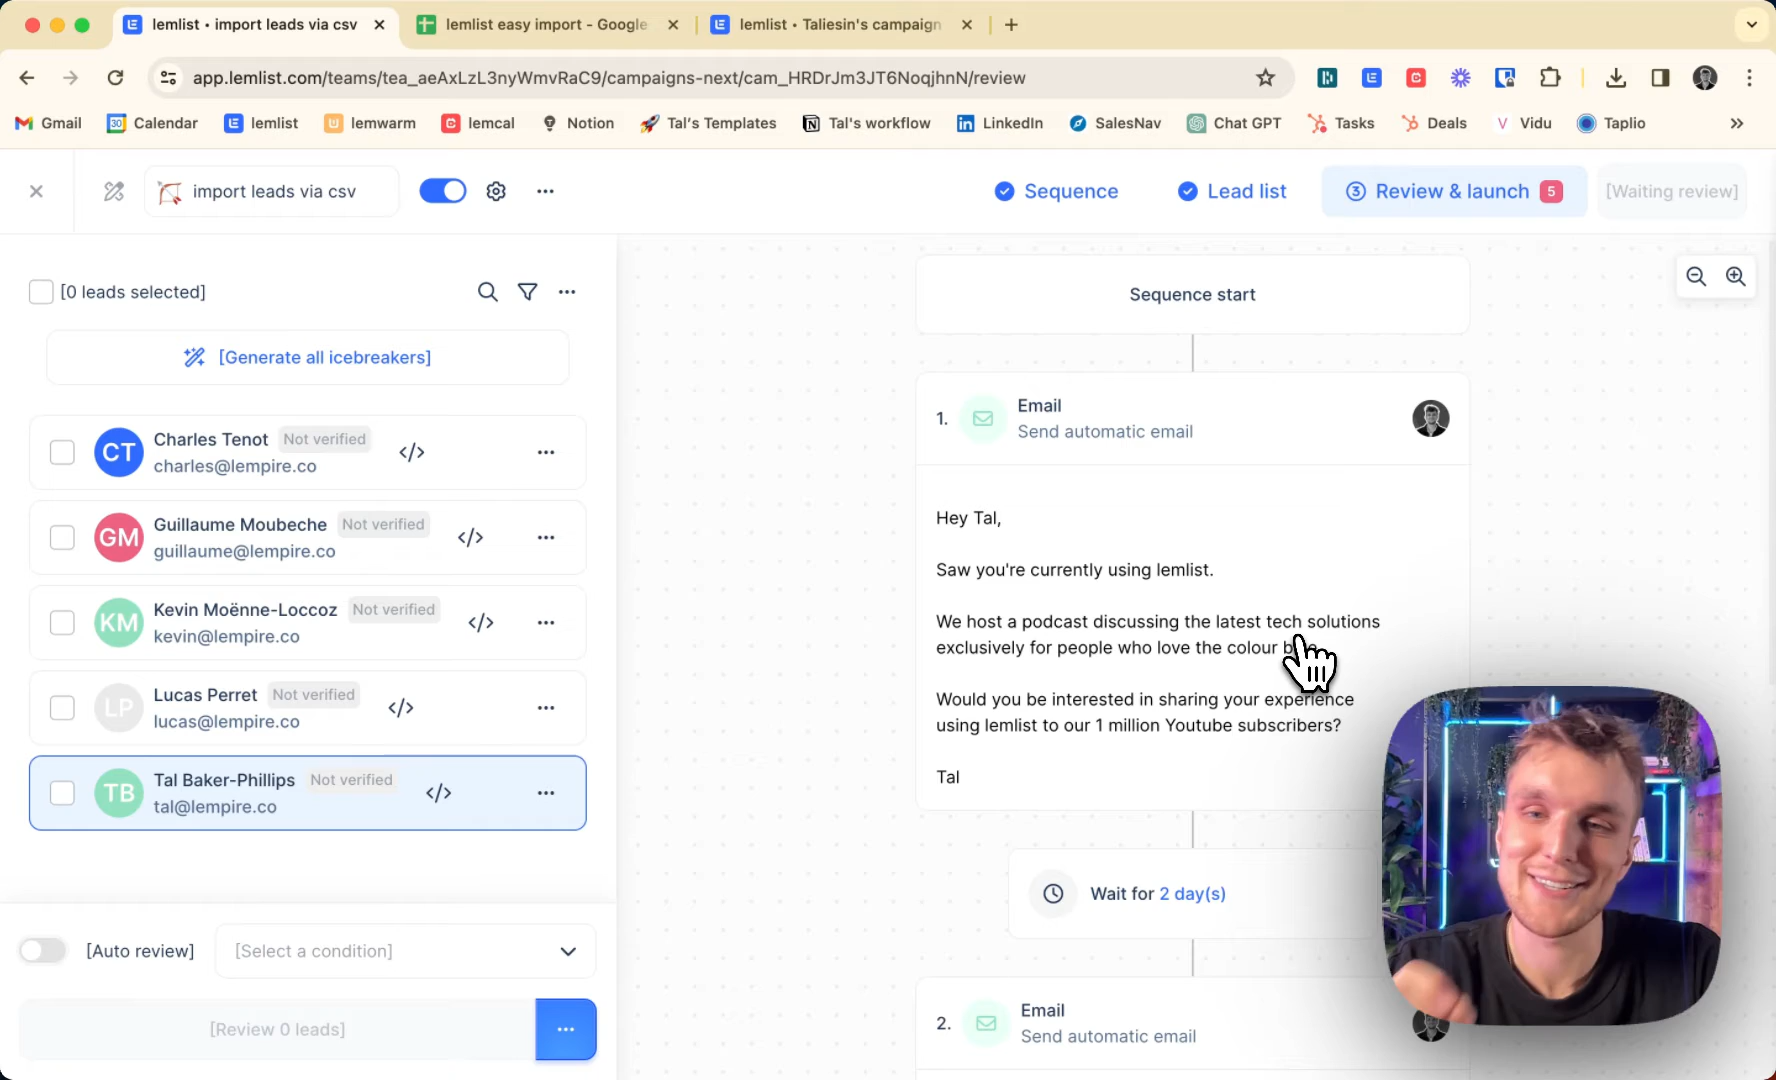 lemlist • import leads via csv
lemlist easy import - Google
lemlist • Taliesin's campaign
app.lemlist.com/teams/tea_aeAxLzL3nyWmvRaC9/campaigns-next/cam_HRDrJm3JT6NoqjhnN/review
Gmail
30
Calendar
lemlist
lemwarm
lemcal
Notion
Tal's Templates
Tal's workflow
LinkedIn
SalesNav
Chat GPT
Tasks
Deals
Vidu
Taplio
import leads via csv
Sequence
Lead list
3 Review & launch 5
[Waiting review]
[0 leads selected]
[Generate all icebreakers]
CT
Charles Tenot Not verified
charles@lempire.co
GM
Guillaume Moubeche Not verified
guillaume@lempire.co
KM
Kevin Moënne-Loccoz Not verified
kevin@lempire.co
LP
Lucas Perret Not verified
lucas@lempire.co
TB
Tal Baker-Phillips Not verified
tal@lempire.co
[Auto review]
[Select a condition]
[Review 0 leads]
Sequence start
1.
Email
Send automatic email
Hey Tal,
Saw you're currently using lemlist.
We host a podcast discussing the latest tech solutions
exclusively for people who love the colour
Would you be interested in sharing your experience
using lemlist to our 1 million Youtube subscribers?
Tal
Wait for 2 day(s)
2.
Email
Send automatic email